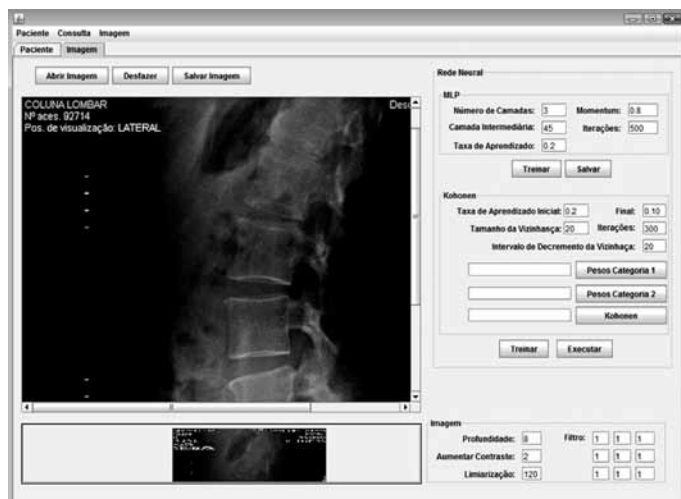 Paciente Consulta Imagem
Paciente Imagem
Abrir Imagem Desfazer Salvar Imagem
COLUNA LOMBAR
Nº aces. 92714
Pos. de visualização: LATERAL
Desc
Rede Neural
MLP
Número de Camadas: 3 Momentum: 0.8
Camada Intermediária: 45 Iterações: 500
Taxa de Aprendizado: 0.2
Treinar Salvar
Kohonen
Taxa de Aprendizado Inicial: 0.2 Final: 0.10
Tamanho da Vizinhança: 20 Iterações: 300
Intervalo de Decremento da Vizinhaça: 20
Pesos Categoria 1
Pesos Categoria 2
Kohonen
Treinar Executar
Imagem
Profundidade: 8 Filtro: 1 1 1
Aumentar Contraste: 2 1 1 1
Limiarização: 120 1 1 1